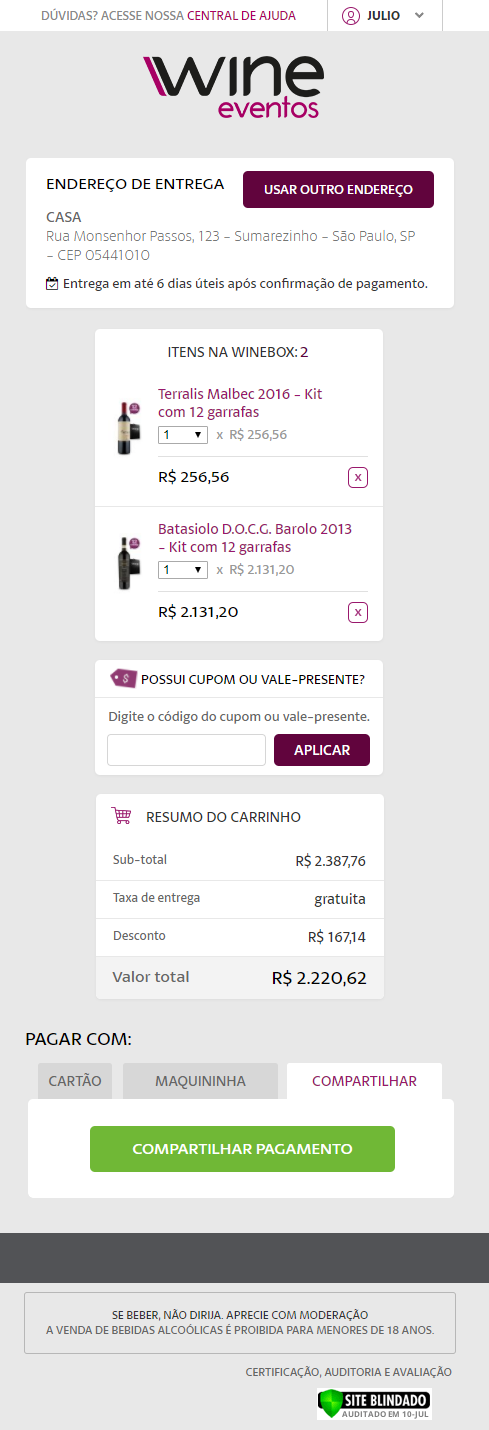 DÚVIDAS? ACESSE NOSSA CENTRAL DE AJUDA
JULIO
wine
eventos
ENDEREÇO DE ENTREGA
USAR OUTRO ENDEREÇO
CASA
Rua Monsenhor Passos, 123 - Sumarezinho - São Paulo, SP
- CEP 05441010
Entrega em até 6 dias úteis após confirmação de pagamento.
ITENS NA WINEBOX: 2
Terralis Malbec 2016 - Kit
com 12 garrafas
1 x R$ 256,56
R$ 256,56
x
Batasiolo D.O.C.G. Barolo 2013
- Kit com 12 garrafas
1 x R$ 2.131,20
R$ 2.131,20
x
POSSUI CUPOM OU VALE-PRESENTE?
Digite o código do cupom ou vale-presente.
APLICAR
RESUMO DO CARRINHO
Sub-total R$ 2.387,76
Taxa de entrega gratuita
Desconto R$ 167,14
Valor total R$ 2.220,62
PAGAR COM:
CARTÃO
MAQUININHA
COMPARTILHAR
COMPARTILHAR PAGAMENTO
SE BEBER, NÃO DIRIJA. APRECIE COM MODERAÇÃO
A VENDA DE BEBIDAS ALCOÓLICAS É PROIBIDA PARA MENORES DE 18 ANOS.
CERTIFICAÇÃO, AUDITORIA E AVALIAÇÃO
SITE BLINDADO
AUDITADO EM 10-JUL